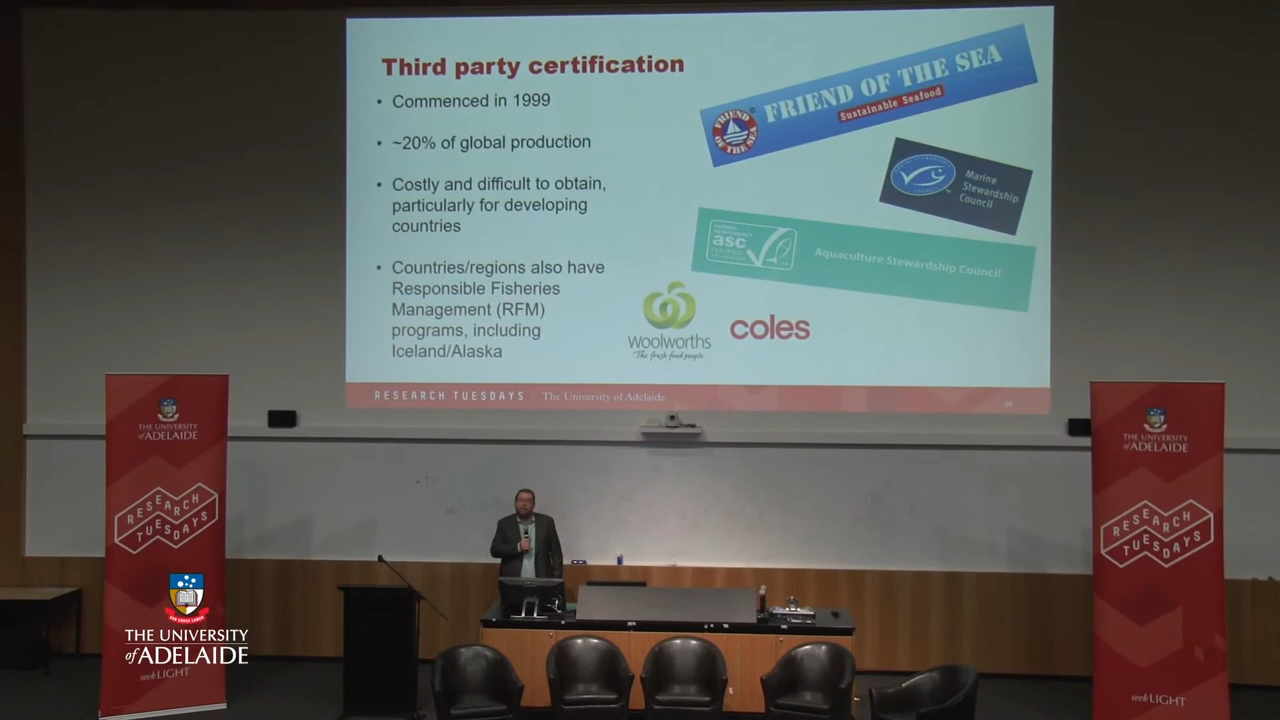 Third party certification
• Commenced in 1999
• ~20% of global production
• Costly and difficult to obtain,
particularly for developing
countries
• Countries/regions also have
Responsible Fisheries
Management (RFM)
programs, including
Iceland/Alaska
FRIEND OF THE SEA
Sustainable Seafood
FRIEND
OF THE SEA
Marine
Stewardship
Council
asc
Aquaculture Stewardship Council
woolworths
The fresh food people
coles
RESEARCH TUESDAYS | The University of Adelaide
THE UNIVERSITY
of ADELAIDE
RESEARCH
TUESDAYS
THE UNIVERSITY
of ADELAIDE
seek LIGHT
THE UNIVERSITY
of ADELAIDE
RESEARCH
TUESDAYS
seek LIGHT